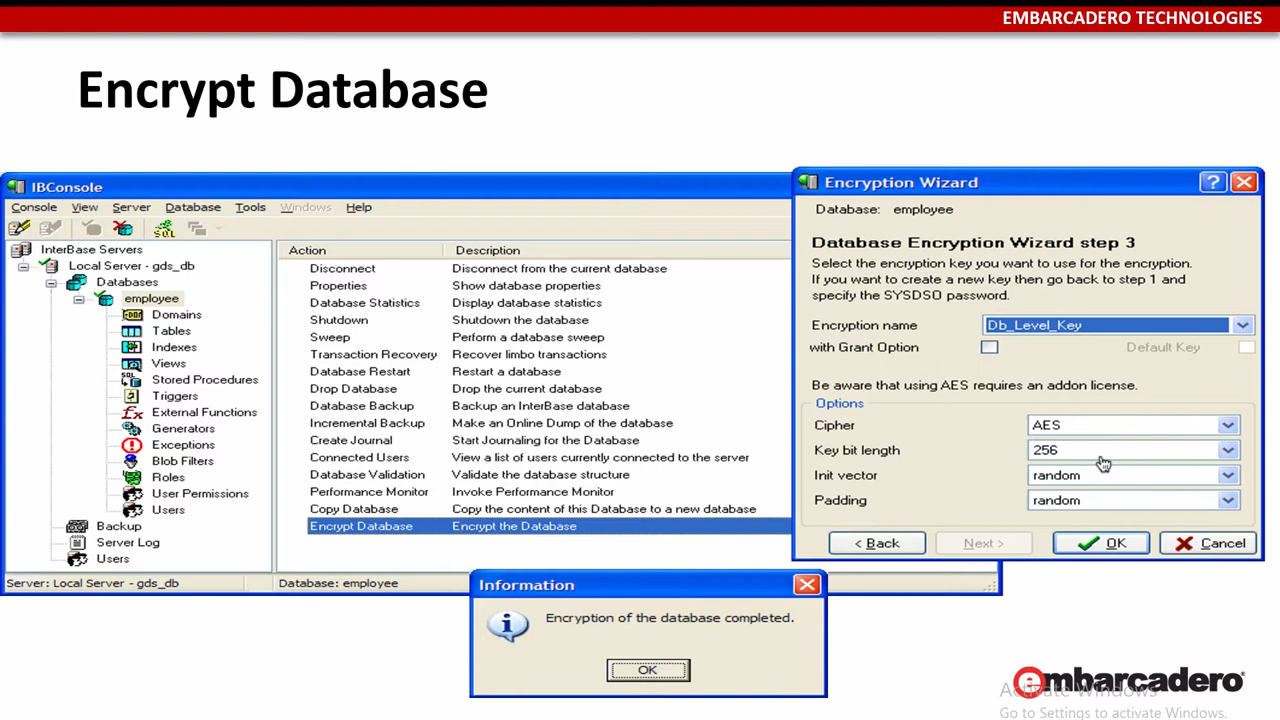 EMBARCADERO TECHNOLOGIES
Encrypt Database
IBConsole
Console View Server Database Tools Windows Help
SQL
InterBase Servers
Local Server - gds_db
Databases
employee
Domains
Tables
Indexes
Views
Stored Procedures
Triggers
External Functions
Generators
Exceptions
Blob Filters
Roles
User Permissions
Users
Backup
Server Log
Users
Action Description
Disconnect Disconnect from the current database
Properties Show database properties
Database Statistics Display database statistics
Shutdown Shutdown the database
Sweep Perform a database sweep
Transaction Recovery Recover limbo transactions
Database Restart Restart a database
Drop Database Drop the current database
Database Backup Backup an InterBase database
Incremental Backup Make an Online Dump of the database
Create Journal Start Journaling for the Database
Connected Users View a list of users currently connected to the server
Database Validation Validate the database structure
Performance Monitor Invoke Performance Monitor
Copy Database Copy the content of this Database to a new database
Encrypt Database Encrypt the Database
Server: Local Server - gds_db Database: employee
Encryption Wizard
Database: employee
Database Encryption Wizard step 3
Select the encryption key you want to use for the encryption.
If you want to create a new key then go back to step 1 and
specify the SYSDSO password.
Encryption name Db_Level_Key
with Grant Option Default Key
Be aware that using AES requires an addon license.
Options
Cipher AES
Key bit length 256
Init vector random
Padding random
< Back Next > OK Cancel
Information
Encryption of the database completed.
OK
embarcadero
Activate Windows
Go to Settings to activate Windows.